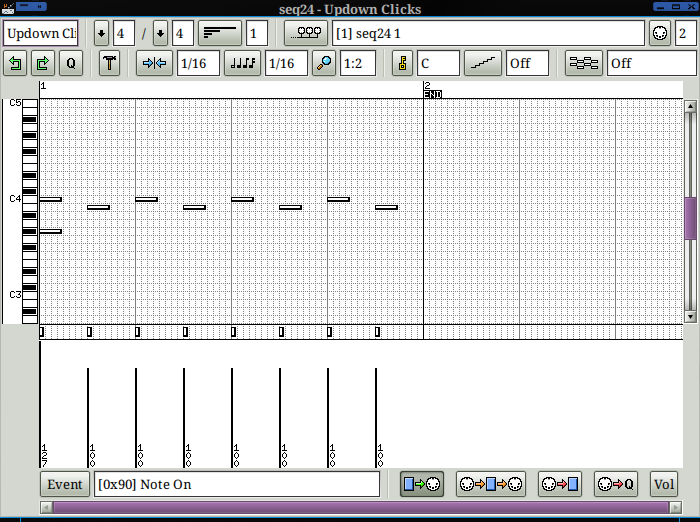 seq24 - Updown Clicks
Updown Cli
4 / 4 1 [1] seq24 1 2
Q 1/16 1/16 1:2 C Off Off
1 2
END
C5
C4
C3
127 100 100 100 100 100 100 100
Event [0x90] Note On Q Vol